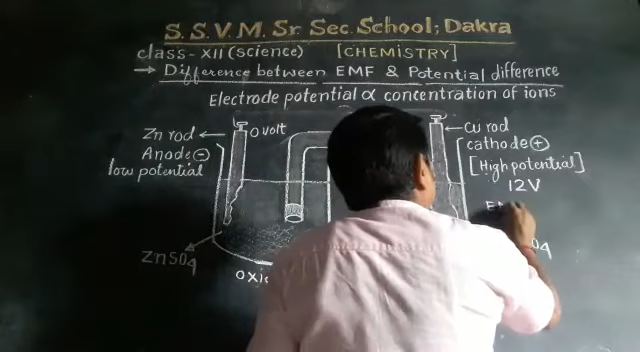 S. S. V. M. Sr. Sec. School; Dakra
class - XII (science) [CHEMISTRY]
→ Difference between EMF & Potential difference
Electrode potential ∝ concentration of ions
Zn rod ← 0 volt
Anode ⊖
low potential
← Cu rod
cathode ⊕
[High potential]
12V
ZnSO4